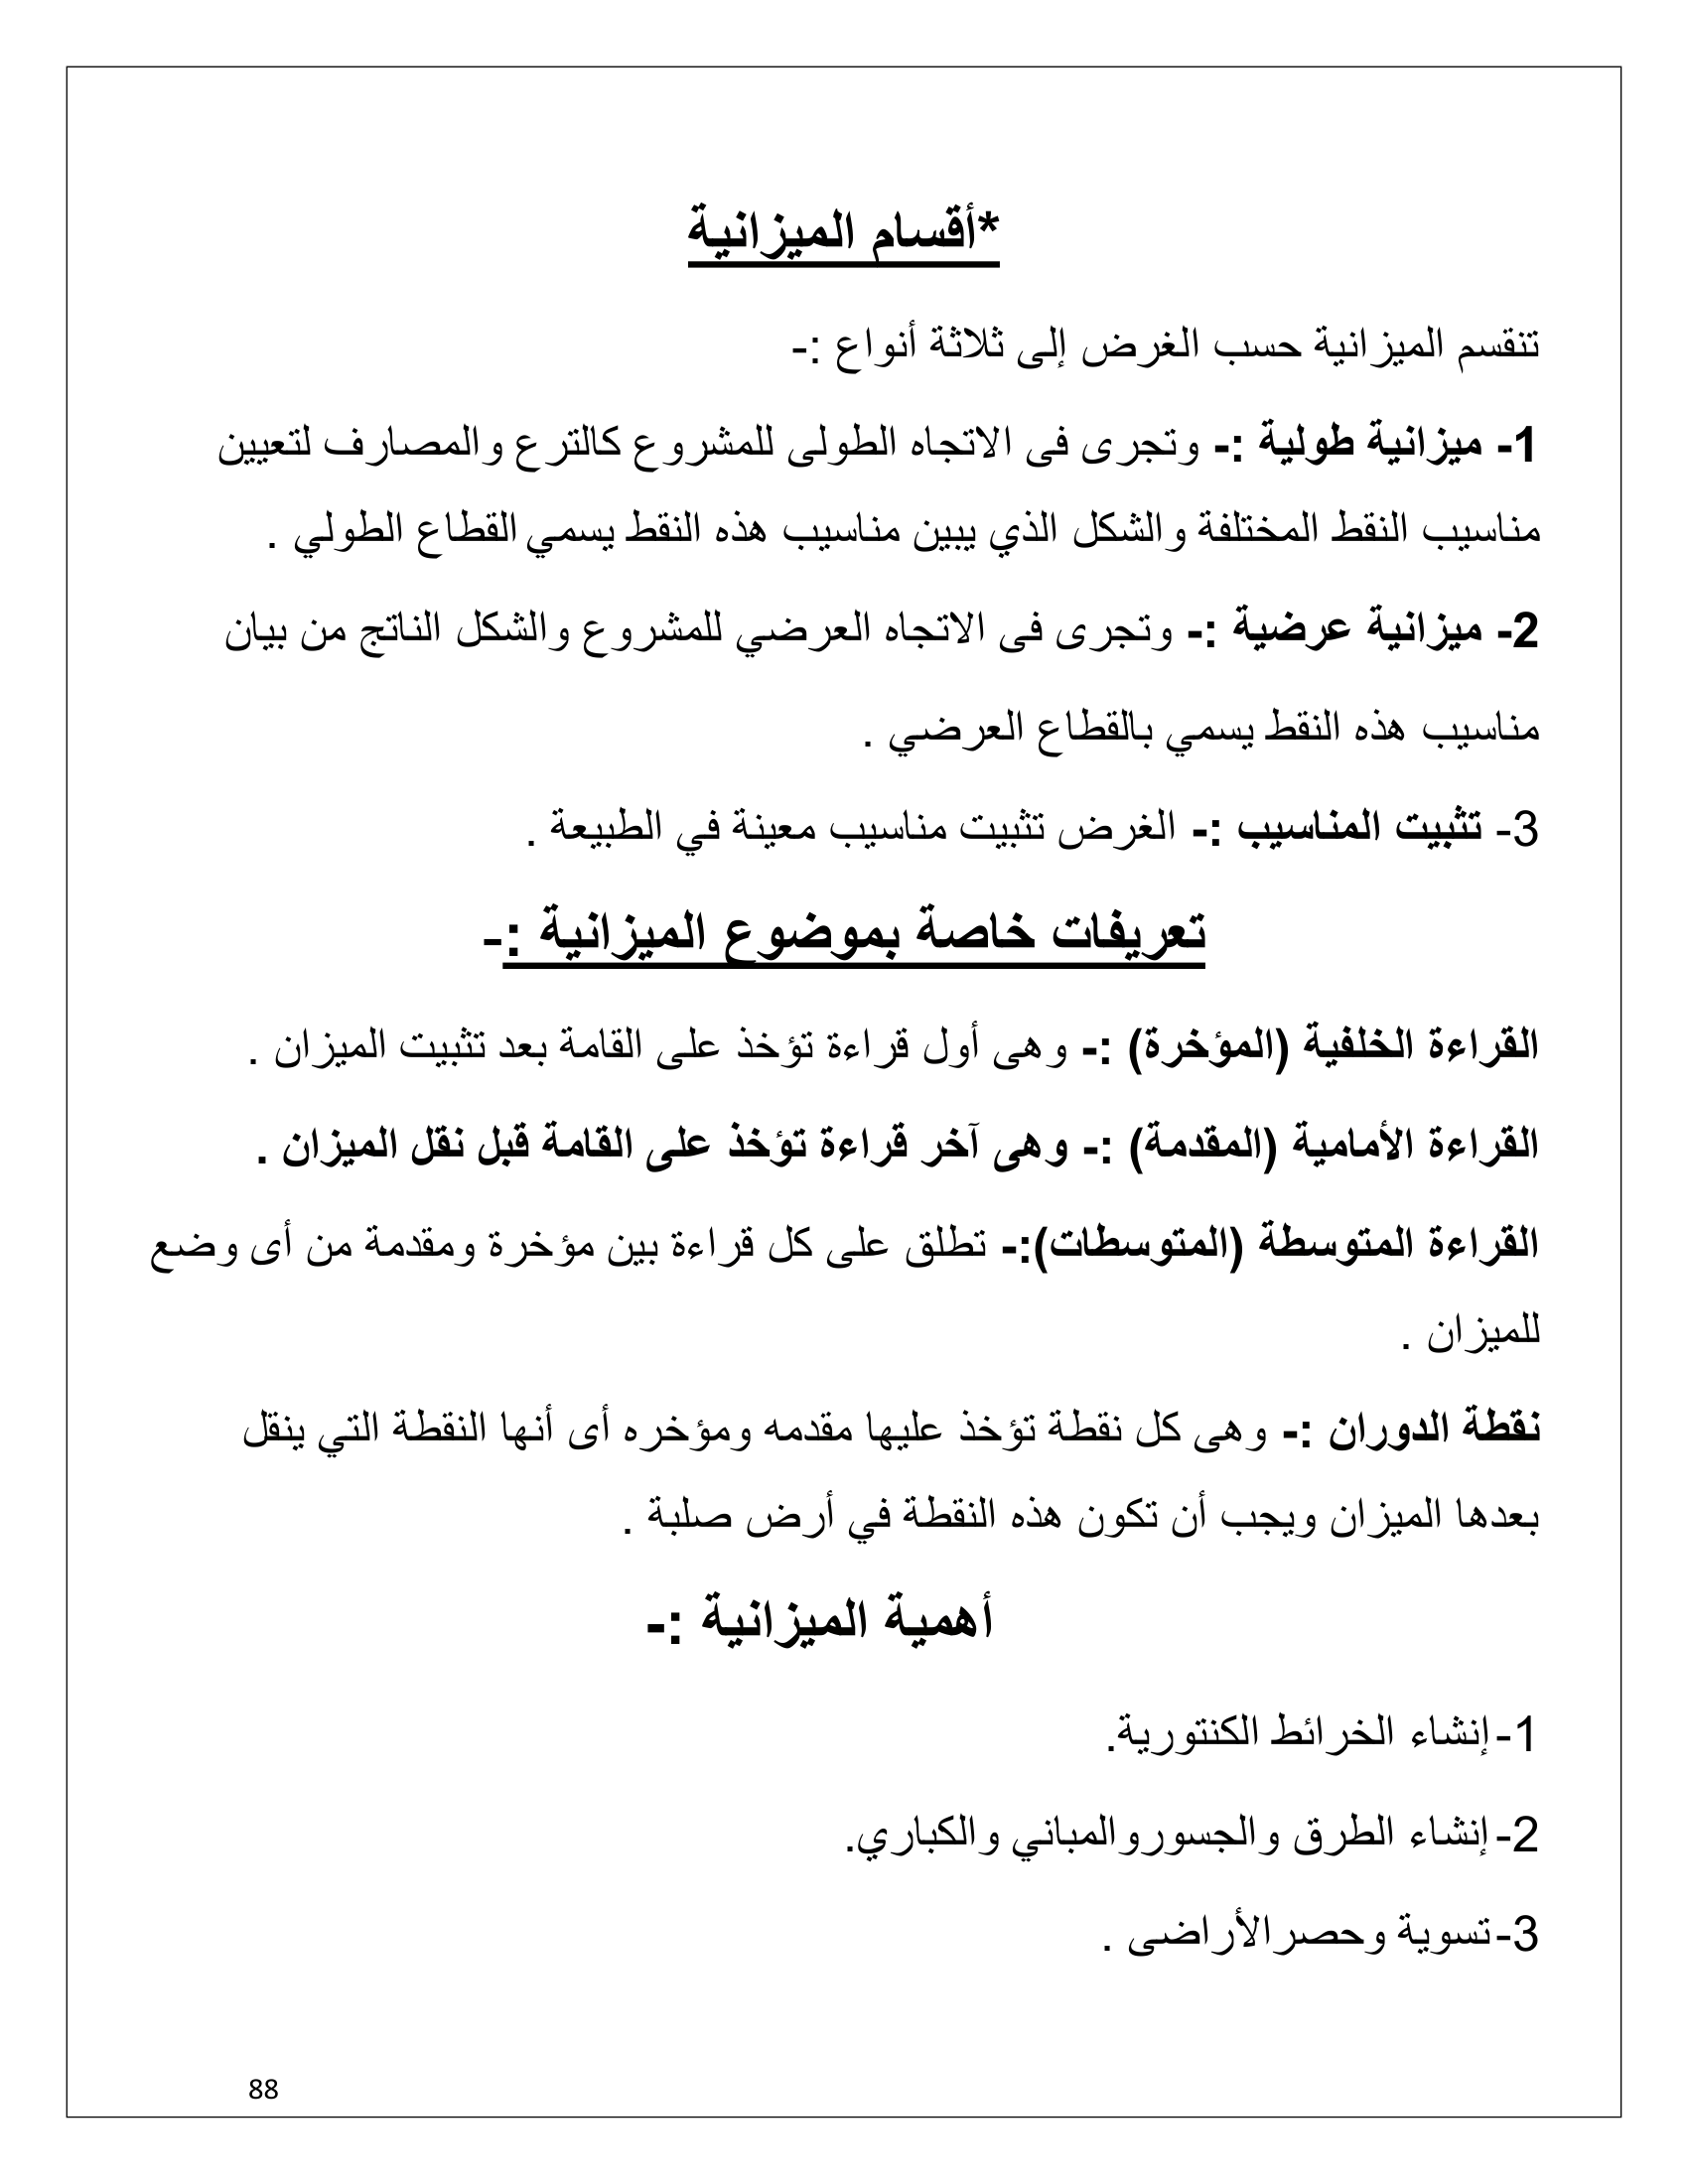 *أقسام الميزانية
تنقسم الميزانية حسب الغرض إلى ثلاثة أنواع :-
1- ميزانية طولية :- وتجرى فى الاتجاه الطولى للمشروع كالترع والمصارف لتعيين
مناسيب النقط المختلفة والشكل الذي يبين مناسيب هذه النقط يسمي القطاع الطولي .
2- ميزانية عرضية :- وتجرى فى الاتجاه العرضي للمشروع والشكل الناتج من بيان
مناسيب هذه النقط يسمي بالقطاع العرضي .
3- تثبيت المناسيب :- الغرض تثبيت مناسيب معينة في الطبيعة .
تعريفات خاصة بموضوع الميزانية :-
القراءة الخلفية (المؤخرة) :- وهى أول قراءة تؤخذ على القامة بعد تثبيت الميزان .
القراءة الأمامية (المقدمة) :- وهى آخر قراءة تؤخذ على القامة قبل نقل الميزان .
القراءة المتوسطة (المتوسطات):- تطلق على كل قراءة بين مؤخرة ومقدمة من أى وضع
للميزان .
نقطة الدوران :- وهى كل نقطة تؤخذ عليها مقدمه ومؤخره أى أنها النقطة التي ينقل
بعدها الميزان ويجب أن تكون هذه النقطة في أرض صلبة .
أهمية الميزانية :-
1-إنشاء الخرائط الكنتورية.
2-إنشاء الطرق والجسوروالمباني والكباري.
3-تسوية وحصرالأراضى .
88